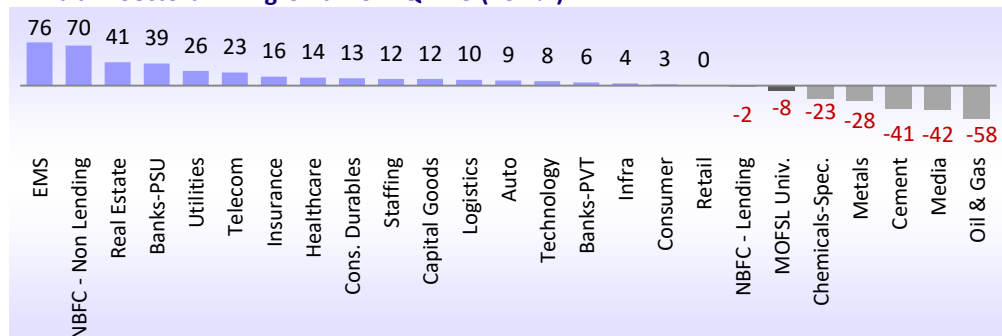 76 70 41 39 26 23 16 14 13 12 12 10 9 8 6 4 3 0
-2 -8 -23 -28 -41 -42 -58
EMS
NBFC - Non Lending
Real Estate
Banks-PSU
Utilities
Telecom
Insurance
Healthcare
Cons. Durables
Staffing
Capital Goods
Logistics
Auto
Technology
Banks-PVT
Infra
Consumer
Retail
NBFC - Lending
MOFSL Univ.
Chemicals-Spec.
Metals
Cement
Media
Oil & Gas